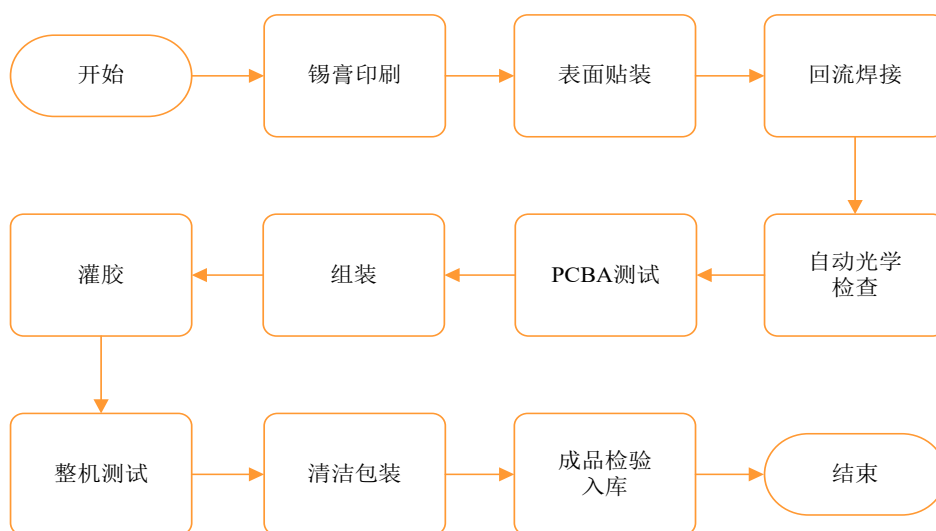 开始
锡膏印刷
表面贴装
回流焊接
灌胶
组装
PCBA测试
自动光学
检查
整机测试
清洁包装
成品检验
入库
结束